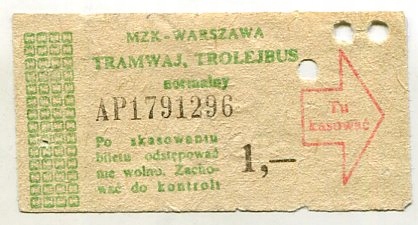 MZK-WARSZAWA
TRAMWAJ, TROLEJBUS
normalny
AP1791296
Po skasowaniu
biletu odstępować
nie wolno. Zacho-
wać do kontroli
1,—
Tu
kasować